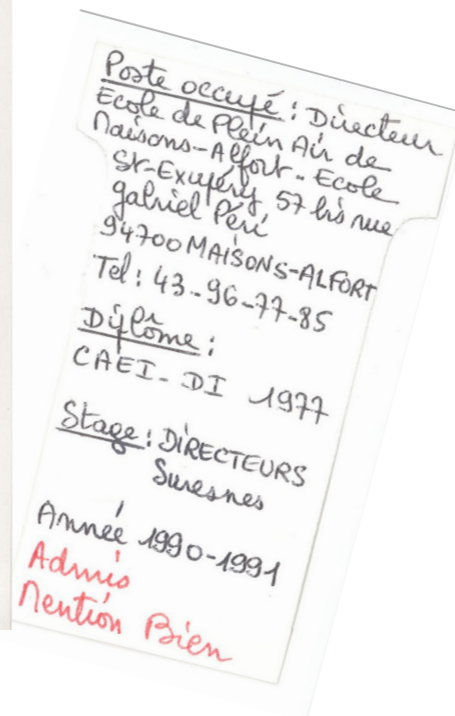 Poste occupé : Directeur
Ecole de Plein Air de
Maisons-Alfort - Ecole
St-Exupéry, 57 bis rue
gabriel Péri
94700 MAISONS-ALFORT
Tel : 43-96-77-85
Diplôme :
CAEI - DI 1977
Stage : DIRECTEURS
Suresnes
Année 1990-1991
Admis
Mention Bien